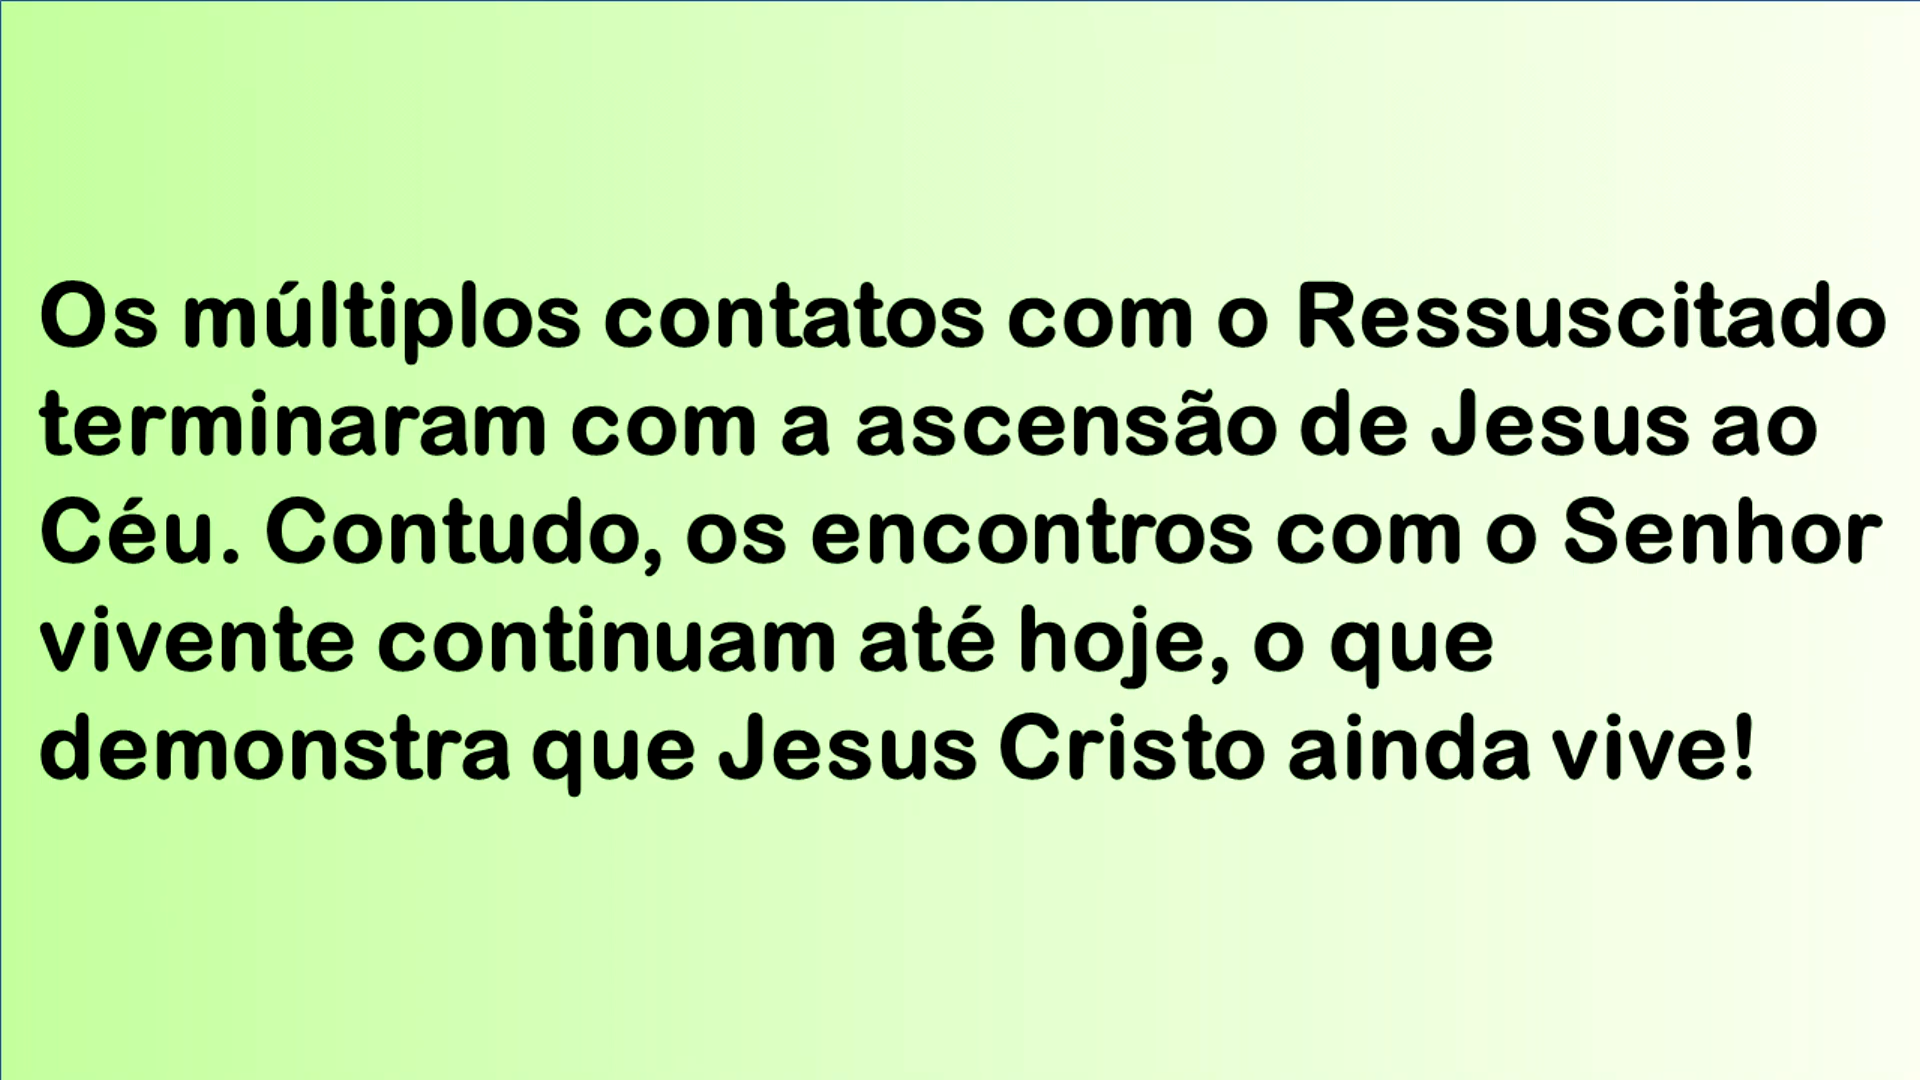 Os múltiplos contatos com o Ressuscitado
terminaram com a ascensão de Jesus ao
Céu. Contudo, os encontros com o Senhor
vivente continuam até hoje, o que
demonstra que Jesus Cristo ainda vive!